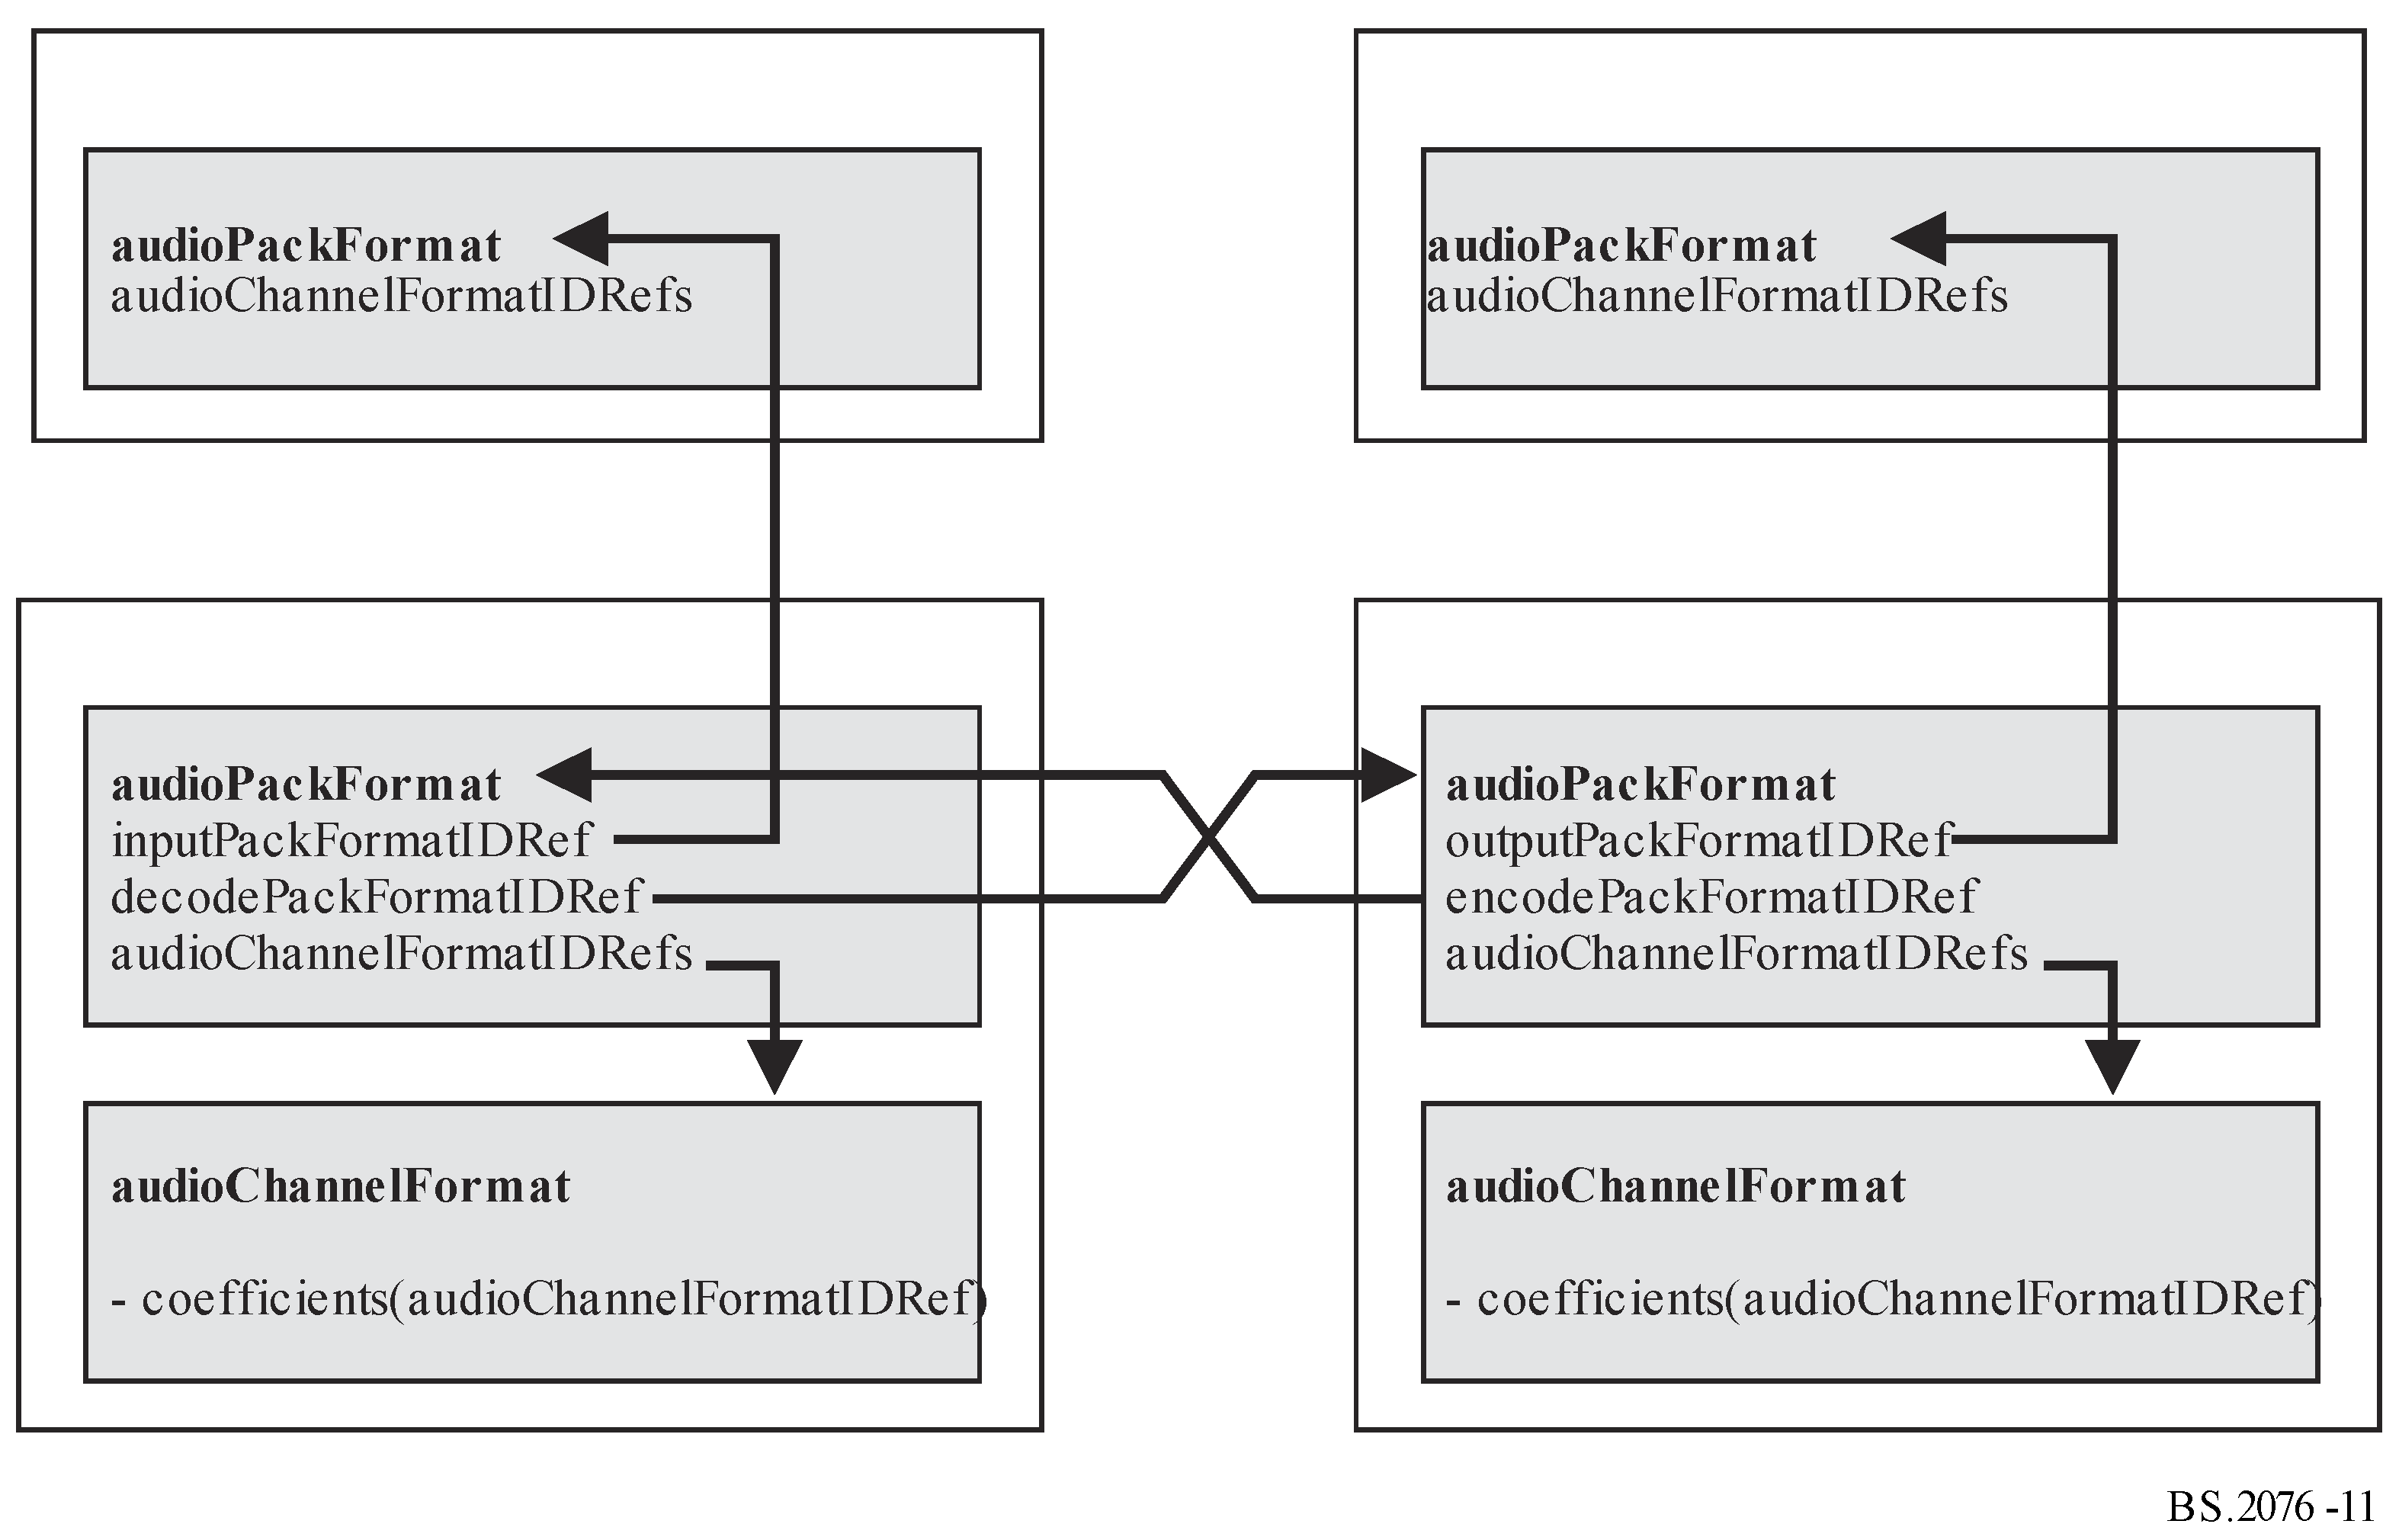 audioPackFormat
audioChannelFormatIDRefs
audioPackFormat
audioChannelFormatIDRefs
audioPackFormat
inputPackFormatIDRef
decodePackFormatIDRef
audioChannelFormatIDRefs
audioPackFormat
outputPackFormatIDRef
encodePackFormatIDRef
audioChannelFormatIDRefs
audioChannelFormat
- coefficients(audioChannelFormatIDRef)
audioChannelFormat
- coefficients(audioChannelFormatIDRef)
BS.2076 -11